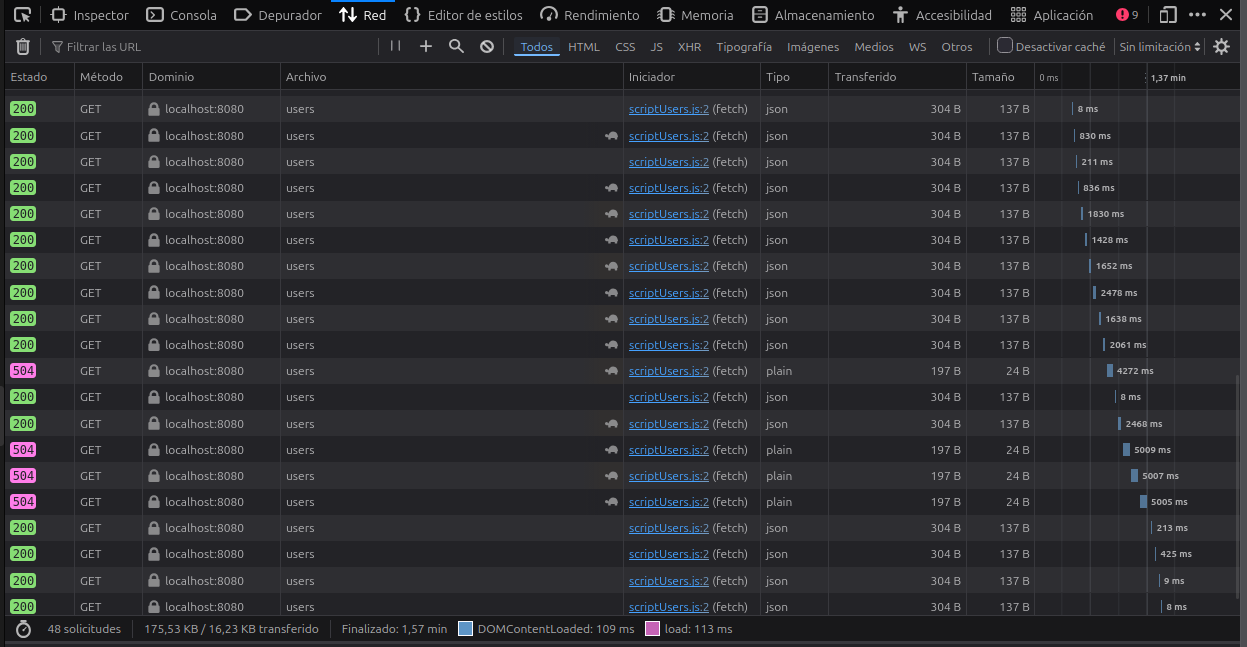 Inspector Consola Depurador Red Editor de estilos Rendimiento Memoria Almacenamiento Accesibilidad Aplicación 9
Filtrar las URL Todos HTML CSS JS XHR Tipografía Imágenes Medios WS Otros Desactivar caché Sin limitación
Estado Método Dominio Archivo Iniciador Tipo Transferido Tamaño 0 ms 1,37 min
200 GET localhost:8080 users scriptUsers.js:2 (fetch) json 304 B 137 B 8 ms
200 GET localhost:8080 users scriptUsers.js:2 (fetch) json 304 B 137 B 830 ms
200 GET localhost:8080 users scriptUsers.js:2 (fetch) json 304 B 137 B 211 ms
200 GET localhost:8080 users scriptUsers.js:2 (fetch) json 304 B 137 B 836 ms
200 GET localhost:8080 users scriptUsers.js:2 (fetch) json 304 B 137 B 1830 ms
200 GET localhost:8080 users scriptUsers.js:2 (fetch) json 304 B 137 B 1428 ms
200 GET localhost:8080 users scriptUsers.js:2 (fetch) json 304 B 137 B 1652 ms
200 GET localhost:8080 users scriptUsers.js:2 (fetch) json 304 B 137 B 2478 ms
200 GET localhost:8080 users scriptUsers.js:2 (fetch) json 304 B 137 B 1638 ms
200 GET localhost:8080 users scriptUsers.js:2 (fetch) json 304 B 137 B 2061 ms
504 GET localhost:8080 users scriptUsers.js:2 (fetch) plain 197 B 24 B 4272 ms
200 GET localhost:8080 users scriptUsers.js:2 (fetch) json 304 B 137 B 8 ms
200 GET localhost:8080 users scriptUsers.js:2 (fetch) json 304 B 137 B 2468 ms
504 GET localhost:8080 users scriptUsers.js:2 (fetch) plain 197 B 24 B 5009 ms
504 GET localhost:8080 users scriptUsers.js:2 (fetch) plain 197 B 24 B 5007 ms
504 GET localhost:8080 users scriptUsers.js:2 (fetch) plain 197 B 24 B 5005 ms
200 GET localhost:8080 users scriptUsers.js:2 (fetch) json 304 B 137 B 213 ms
200 GET localhost:8080 users scriptUsers.js:2 (fetch) json 304 B 137 B 425 ms
200 GET localhost:8080 users scriptUsers.js:2 (fetch) json 304 B 137 B 9 ms
200 GET localhost:8080 users scriptUsers.js:2 (fetch) json 304 B 137 B 8 ms
48 solicitudes 175,53 KB / 16,23 KB transferido Finalizado: 1,57 min DOMContentLoaded: 109 ms load: 113 ms